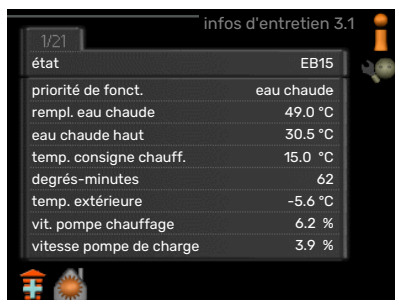 infos d'entretien 3.1
1/21
état EB15
priorité de fonct. eau chaude
rempl. eau chaude 49.0 °C
eau chaude haut 30.5 °C
temp. consigne chauff. 15.0 °C
degrés-minutes 62
temp. extérieure -5.6 °C
vit. pompe chauffage 6.2 %
vitesse pompe de charge 3.9 %